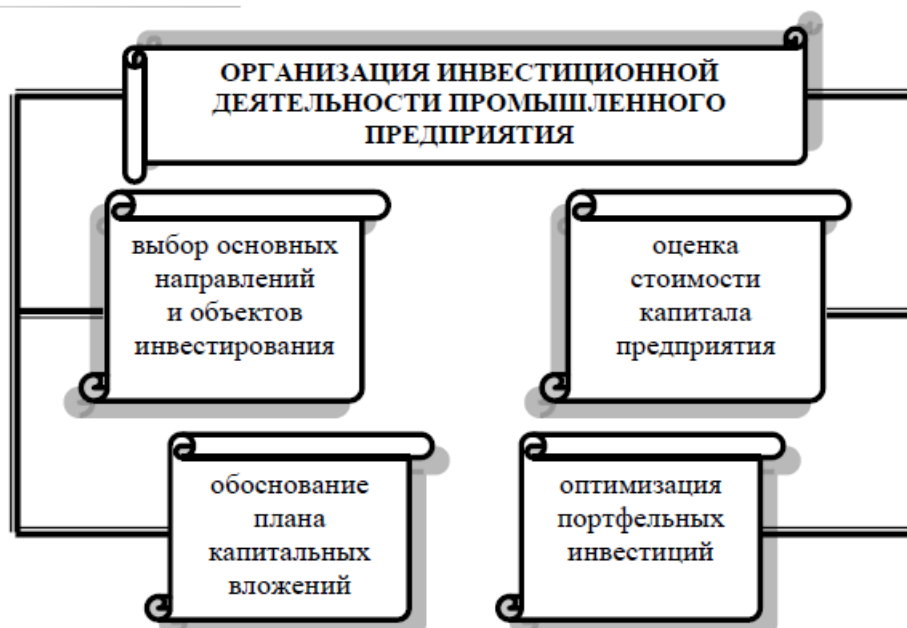 ОРГАНИЗАЦИЯ ИНВЕСТИЦИОННОЙ
ДЕЯТЕЛЬНОСТИ ПРОМЫШЛЕННОГО
ПРЕДПРИЯТИЯ
выбор основных
направлений
и объектов
инвестирования
оценка
стоимости
капитала
предприятия
обоснование
плана
капитальных
вложений
оптимизация
портфельных
инвестиций